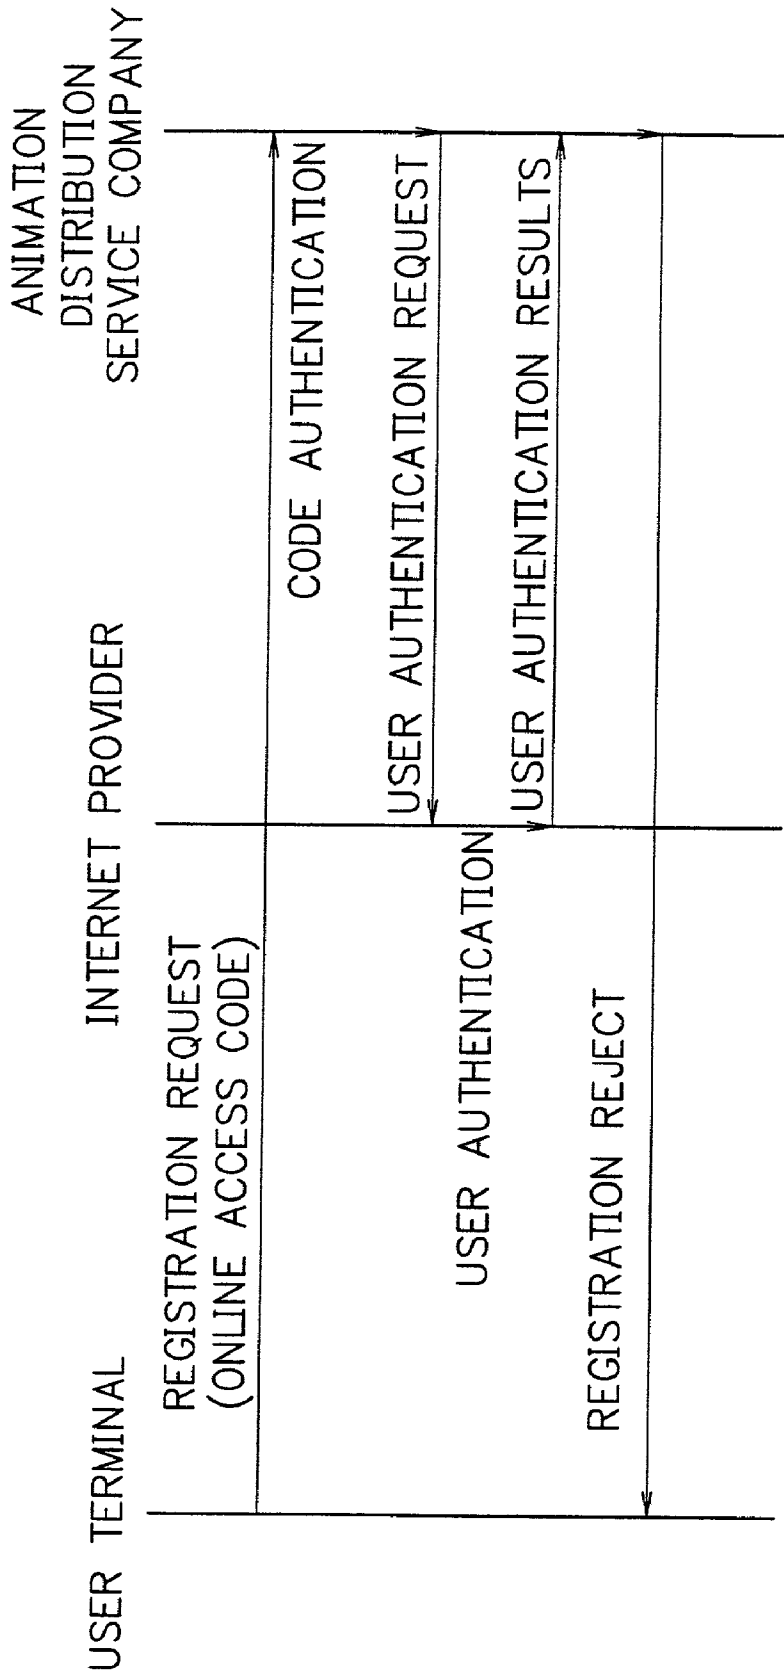 USER TERMINAL
INTERNET PROVIDER
ANIMATION
DISTRIBUTION
SERVICE COMPANY
REGISTRATION REQUEST
(ONLINE ACCESS CODE)
CODE AUTHENTICATION
USER AUTHENTICATION REQUEST
USER AUTHENTICATION
USER AUTHENTICATION RESULTS
REGISTRATION REJECT